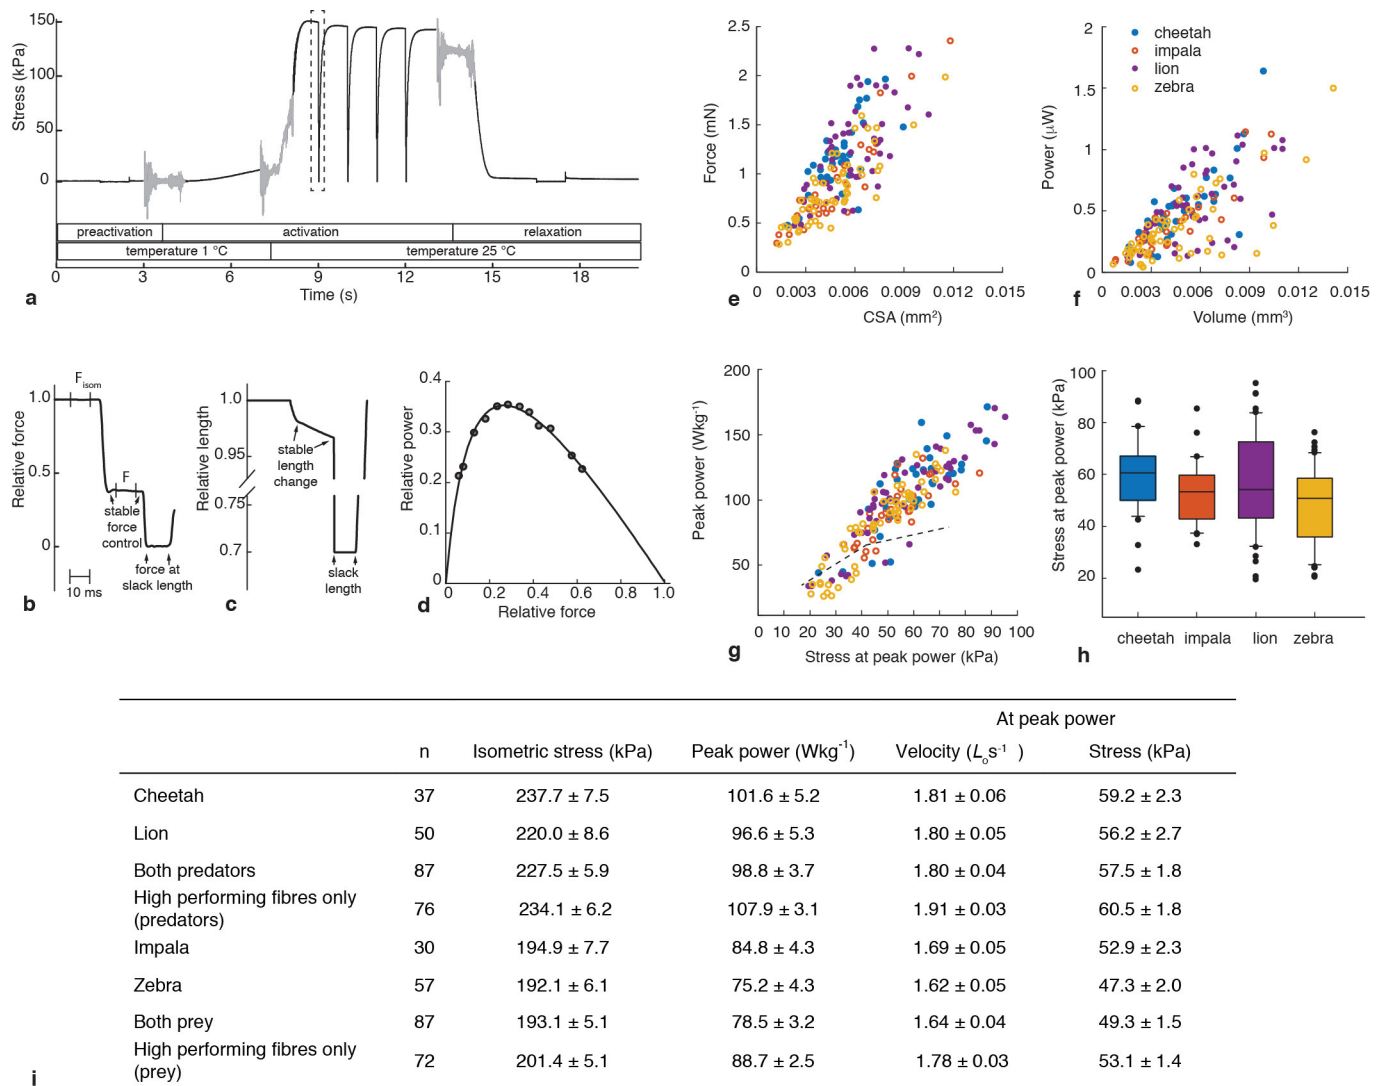 150
100
50
0
Stress (kPa)
preactivation
activation
relaxation
temperature 1 °C
temperature 25 °C
0
3
6
9
12
15
18
Time (s)
a
2.5
2
1.5
1
0.5
0
Force (mN)
0
0.003
0.006
0.009
0.012
0.015
CSA (mm²)
e
2
1.5
1
0.5
0
Power (μW)
cheetah
impala
lion
zebra
0
0.003
0.006
0.009
0.012
0.015
Volume (mm³)
f
Relative force
1.0
0.5
0
F isom
F
stable
force
control
force at
slack length
10 ms
b
Relative length
1.0
0.95
0.75
0.7
stable
length
change
slack
length
c
Relative power
0.4
0.3
0.2
0.1
0
0
0.2
0.4
0.6
0.8
1.0
Relative force
d
Peak power (Wkg⁻¹)
200
150
100
50
0 10 20 30 40 50 60 70 80 90 100
Stress at peak power (kPa)
g
Stress at peak power (kPa)
100
80
60
40
20
cheetah impala lion zebra
h
At peak power
n Isometric stress (kPa) Peak power (Wkg⁻¹) Velocity (Lₒs⁻¹ ) Stress (kPa)
Cheetah 37 237.7 ± 7.5 101.6 ± 5.2 1.81 ± 0.06 59.2 ± 2.3
Lion 50 220.0 ± 8.6 96.6 ± 5.3 1.80 ± 0.05 56.2 ± 2.7
Both predators 87 227.5 ± 5.9 98.8 ± 3.7 1.80 ± 0.04 57.5 ± 1.8
High performing fibres only
(predators) 76 234.1 ± 6.2 107.9 ± 3.1 1.91 ± 0.03 60.5 ± 1.8
Impala 30 194.9 ± 7.7 84.8 ± 4.3 1.69 ± 0.05 52.9 ± 2.3
Zebra 57 192.1 ± 6.1 75.2 ± 4.3 1.62 ± 0.05 47.3 ± 2.0
Both prey 87 193.1 ± 5.1 78.5 ± 3.2 1.64 ± 0.04 49.3 ± 1.5
High performing fibres only
(prey) 72 201.4 ± 5.1 88.7 ± 2.5 1.78 ± 0.03 53.1 ± 1.4
i